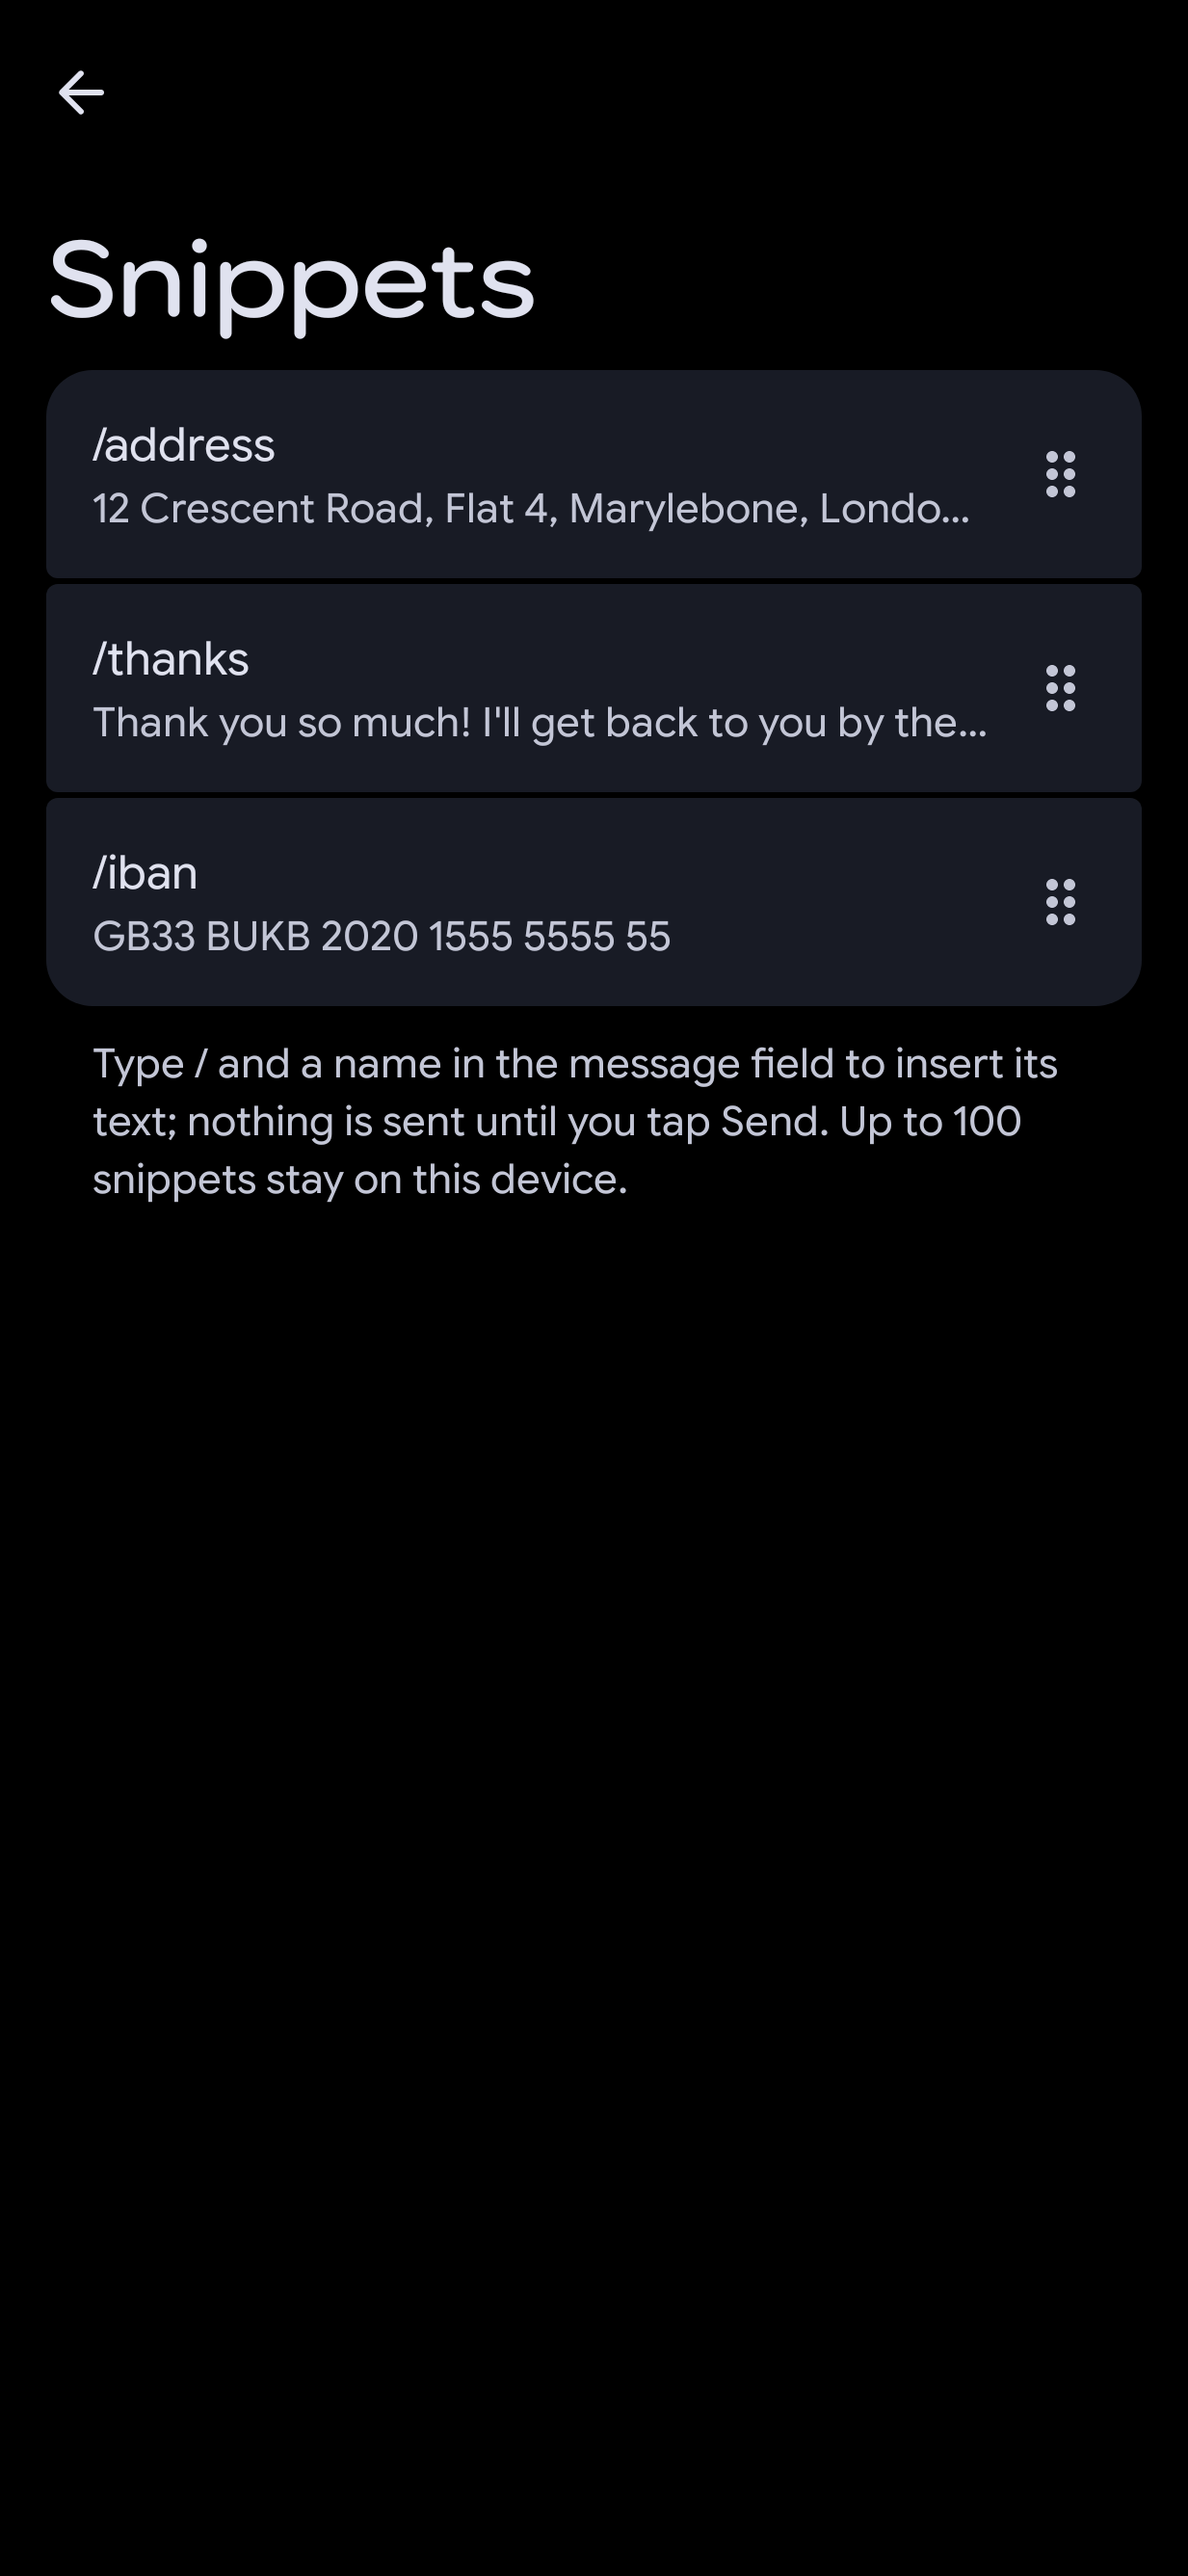 Snippets
/address
12 Crescent Road, Flat 4, Marylebone, Londo...
/thanks
Thank you so much! I'll get back to you by the...
/iban
GB33 BUKB 2020 1555 5555 55
Type / and a name in the message field to insert its
text; nothing is sent until you tap Send. Up to 100
snippets stay on this device.